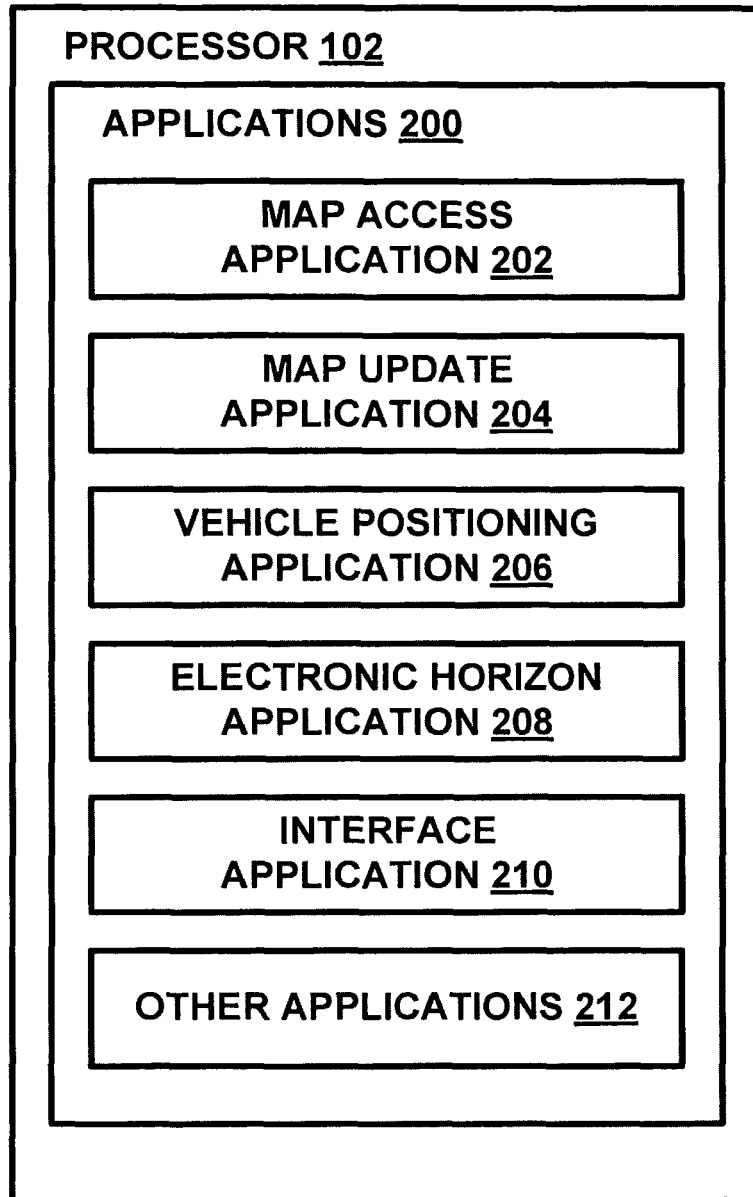 PROCESSOR 102
APPLICATIONS 200
MAP ACCESS
APPLICATION 202
MAP UPDATE
APPLICATION 204
VEHICLE POSITIONING
APPLICATION 206
ELECTRONIC HORIZON
APPLICATION 208
INTERFACE
APPLICATION 210
OTHER APPLICATIONS 212